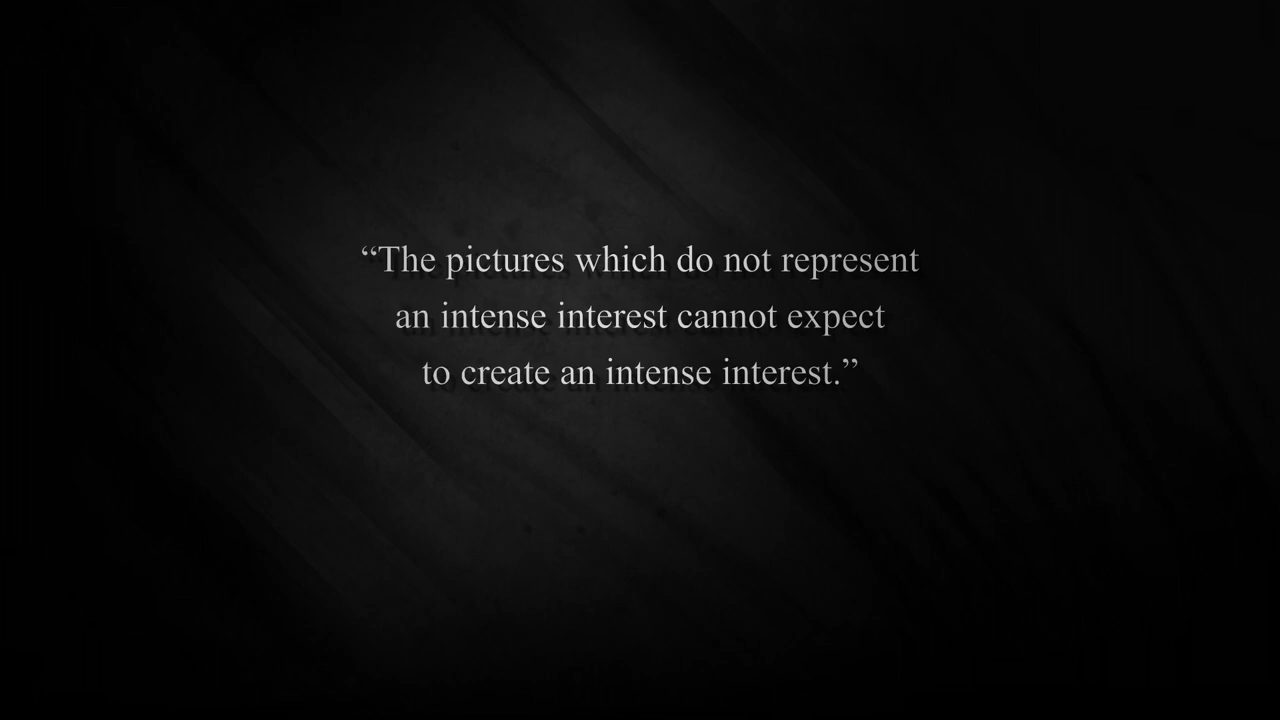 “The pictures which do not represent
an intense interest cannot expect
to create an intense interest.”